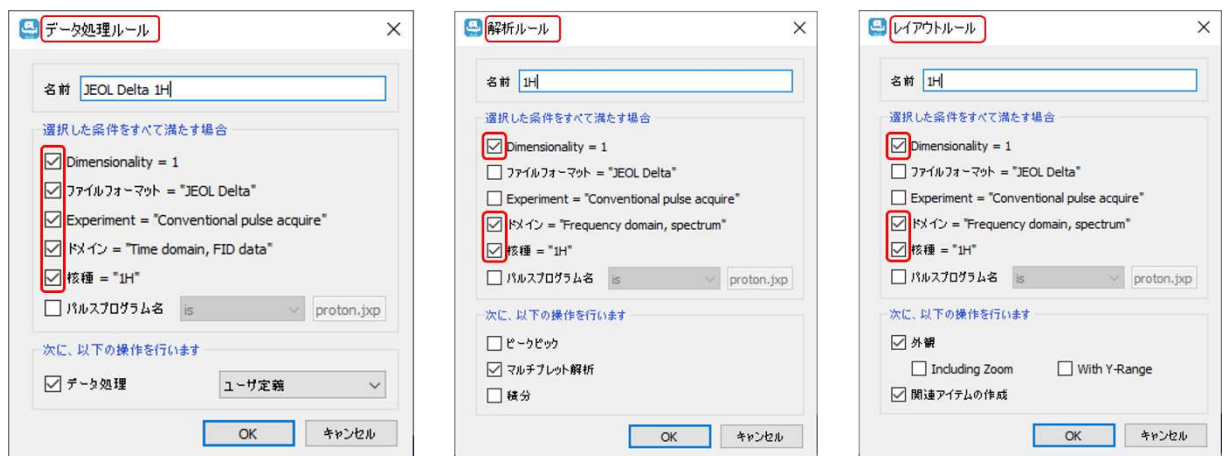 データ処理ルール
名前 JEOL Delta 1H
選択した条件をすべて満たす場合
Dimensionality = 1
ファイルフォーマット = "JEOL Delta"
Experiment = "Conventional pulse acquire"
ドメイン = "Time domain, FID data"
核種 = "1H"
パルスプログラム名 is proton.jxp
次に、以下の操作を行います
データ処理 ユーザ定義
OK キャンセル
解析ルール
名前 1H
選択した条件をすべて満たす場合
Dimensionality = 1
ファイルフォーマット = "JEOL Delta"
Experiment = "Conventional pulse acquire"
ドメイン = "Frequency domain, spectrum"
核種 = "1H"
パルスプログラム名 is proton.jxp
次に、以下の操作を行います
ピークピック
マルチプレット解析
積分
OK キャンセル
レイアウトルール
名前 1H
選択した条件をすべて満たす場合
Dimensionality = 1
ファイルフォーマット = "JEOL Delta"
Experiment = "Conventional pulse acquire"
ドメイン = "Frequency domain, spectrum"
核種 = "1H"
パルスプログラム名 is proton.jxp
次に、以下の操作を行います
外観
Including Zoom With Y-Range
関連アイテムの作成
OK キャンセル